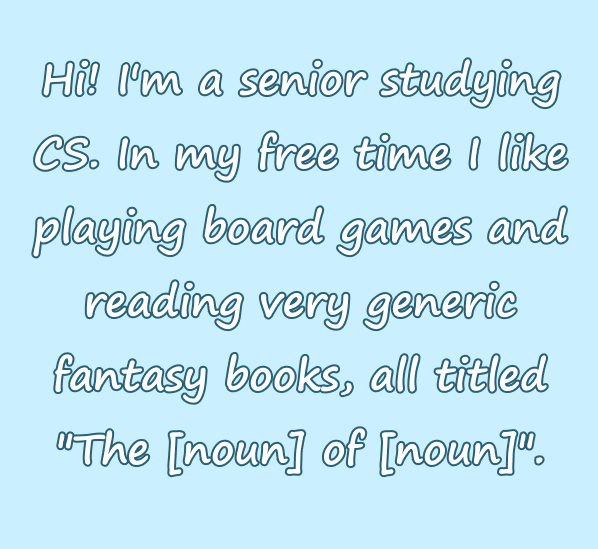 Hi! I'm a senior studying
CS. In my free time I like
playing board games and
reading very generic
fantasy books, all titled
"The [noun] of [noun]".